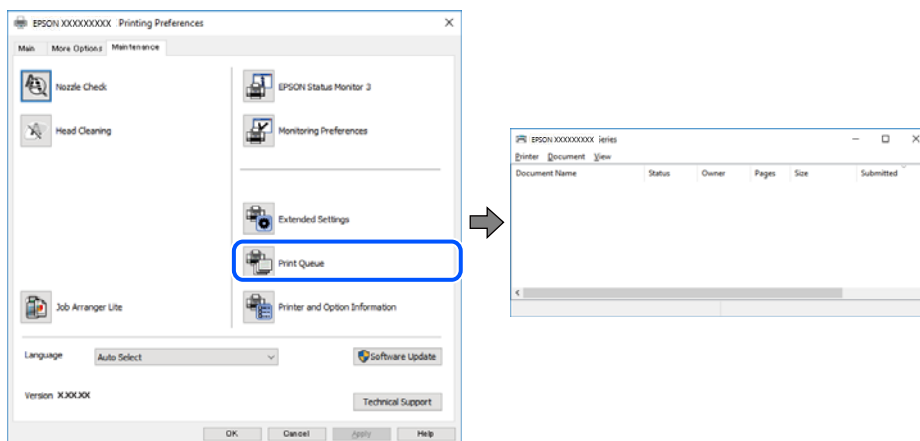 EPSON XXXXXXXXX Printing Preferences
Main More Options Maintenance
Nozzle Check
Head Cleaning
Job Arranger Lite
EPSON Status Monitor 3
Monitoring Preferences
Extended Settings
Print Queue
Printer and Option Information
Language Auto Select Software Update
Version X.XX.XX
Technical Support
OK Cancel Apply Help
EPSON XXXXXXXXX ieries
Printer Document View
Document Name Status Owner Pages Size Submitted